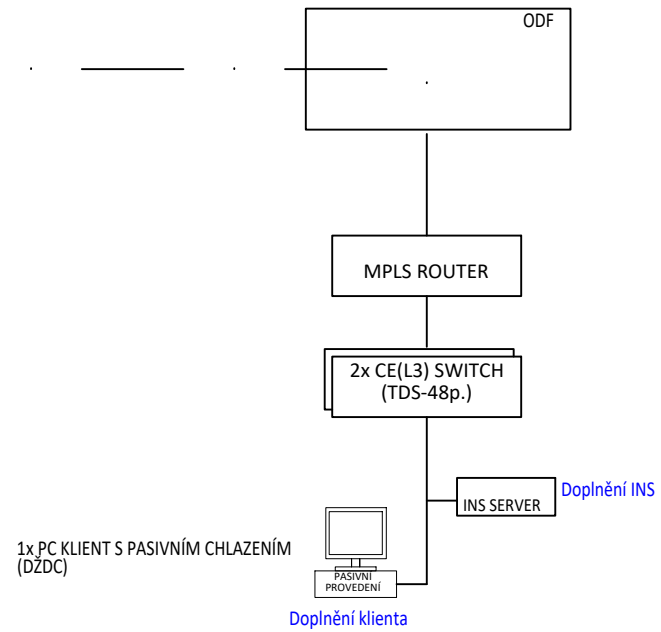 ODF
MPLS ROUTER
2x CE(L3) SWITCH
(TDS-48p.)
Doplnění INS
INS SERVER
1x PC KLIENT S PASIVNÍM CHLAZENÍM
(DŽDC)
PASIVNÍ
PROVEDENÍ
Doplnění klienta